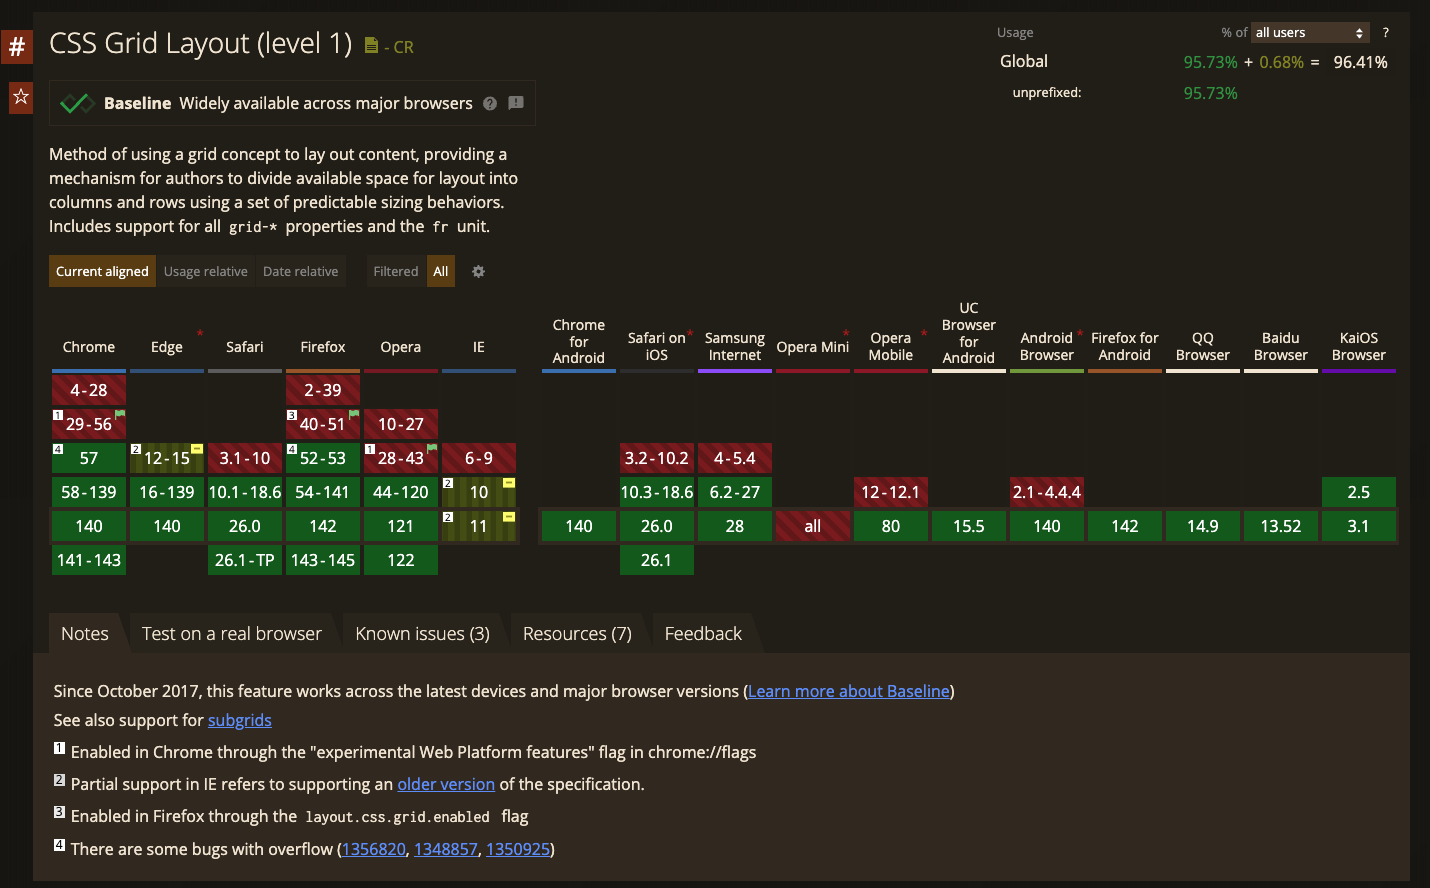 #
CSS Grid Layout (level 1) - CR
Usage % of all users ?
Global 95.73% + 0.68% = 96.41%
unprefixed: 95.73%
Baseline Widely available across major browsers ?
Method of using a grid concept to lay out content, providing a
mechanism for authors to divide available space for layout into
columns and rows using a set of predictable sizing behaviors.
Includes support for all grid-* properties and the fr unit.
Current aligned Usage relative Date relative Filtered All
Chrome Edge * Safari Firefox Opera IE Chrome for Android Safari on iOS * Samsung Internet Opera Mini * Opera Mobile * UC Browser for Android Android Browser * Firefox for Android QQ Browser Baidu Browser KaiOS Browser
4-28 2-39
1 29-56 3 40-51 10-27
4 57 2 12-15 3.1-10 4 52-53 1 28-43 6-9 3.2-10.2 4-5.4
58-139 16-139 10.1-18.6 54-141 44-120 2 10 10.3-18.6 6.2-27 12-12.1 2.1-4.4.4 2.5
140 140 26.0 142 121 2 11 140 26.0 28 all 80 15.5 140 142 14.9 13.52 3.1
141-143 26.1-TP 143-145 122 26.1
Notes Test on a real browser Known issues (3) Resources (7) Feedback
Since October 2017, this feature works across the latest devices and major browser versions (Learn more about Baseline)
See also support for subgrids
1 Enabled in Chrome through the "experimental Web Platform features" flag in chrome://flags
2 Partial support in IE refers to supporting an older version of the specification.
3 Enabled in Firefox through the layout.css.grid.enabled flag
4 There are some bugs with overflow (1356820, 1348857, 1350925)